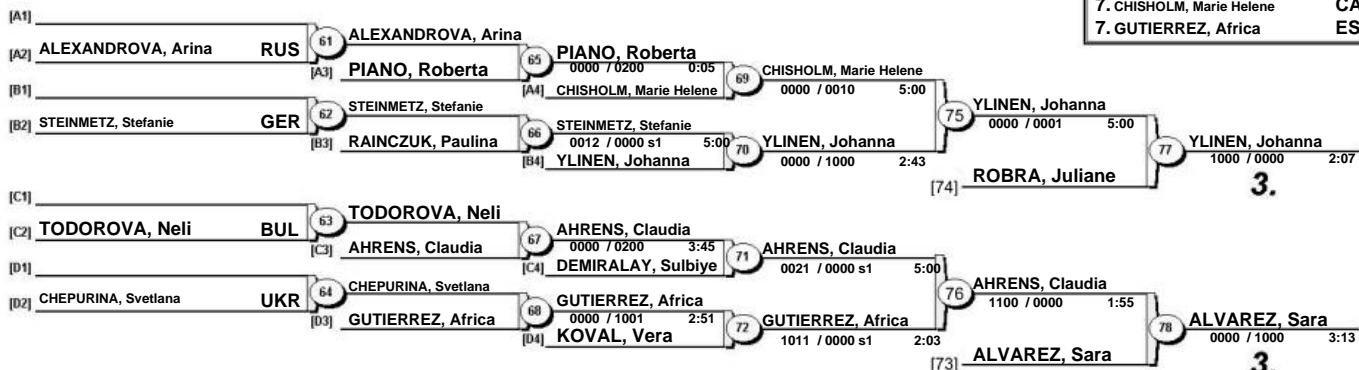 7. CHISHOLM, Marie Helene CA
7. GUTIERREZ, Africa ES
[A1]
[A2] ALEXANDROVA, Arina RUS
61 ALEXANDROVA, Arina
[A3] PIANO, Roberta
65 PIANO, Roberta
0000 / 0200 0:05
[A4] CHISHOLM, Marie Helene
69 CHISHOLM, Marie Helene
0000 / 0010 5:00
[B1]
[B2] STEINMETZ, Stefanie GER
62 STEINMETZ, Stefanie
[B3] RAINCZUK, Paulina
66 STEINMETZ, Stefanie
0012 / 0000 s1 5:00
[B4] YLINEN, Johanna
70 YLINEN, Johanna
0000 / 1000 2:43
75 YLINEN, Johanna
0000 / 0001 5:00
[74] ROBRA, Juliane
77 YLINEN, Johanna
1000 / 0000 2:07
3.
[C1]
[C2] TODOROVA, Neli BUL
63 TODOROVA, Neli
[C3] AHRENS, Claudia
67 AHRENS, Claudia
0000 / 0200 3:45
[C4] DEMIRALAY, Sulbiye
71 AHRENS, Claudia
0021 / 0000 s1 5:00
[D1]
[D2] CHEPURINA, Svetlana UKR
64 CHEPURINA, Svetlana
[D3] GUTIERREZ, Africa
68 GUTIERREZ, Africa
0000 / 1001 2:51
[D4] KOVAL, Vera
72 GUTIERREZ, Africa
1011 / 0000 s1 2:03
76 AHRENS, Claudia
1100 / 0000 1:55
[73] ALVAREZ, Sara
78 ALVAREZ, Sara
0000 / 1000 3:13
3.